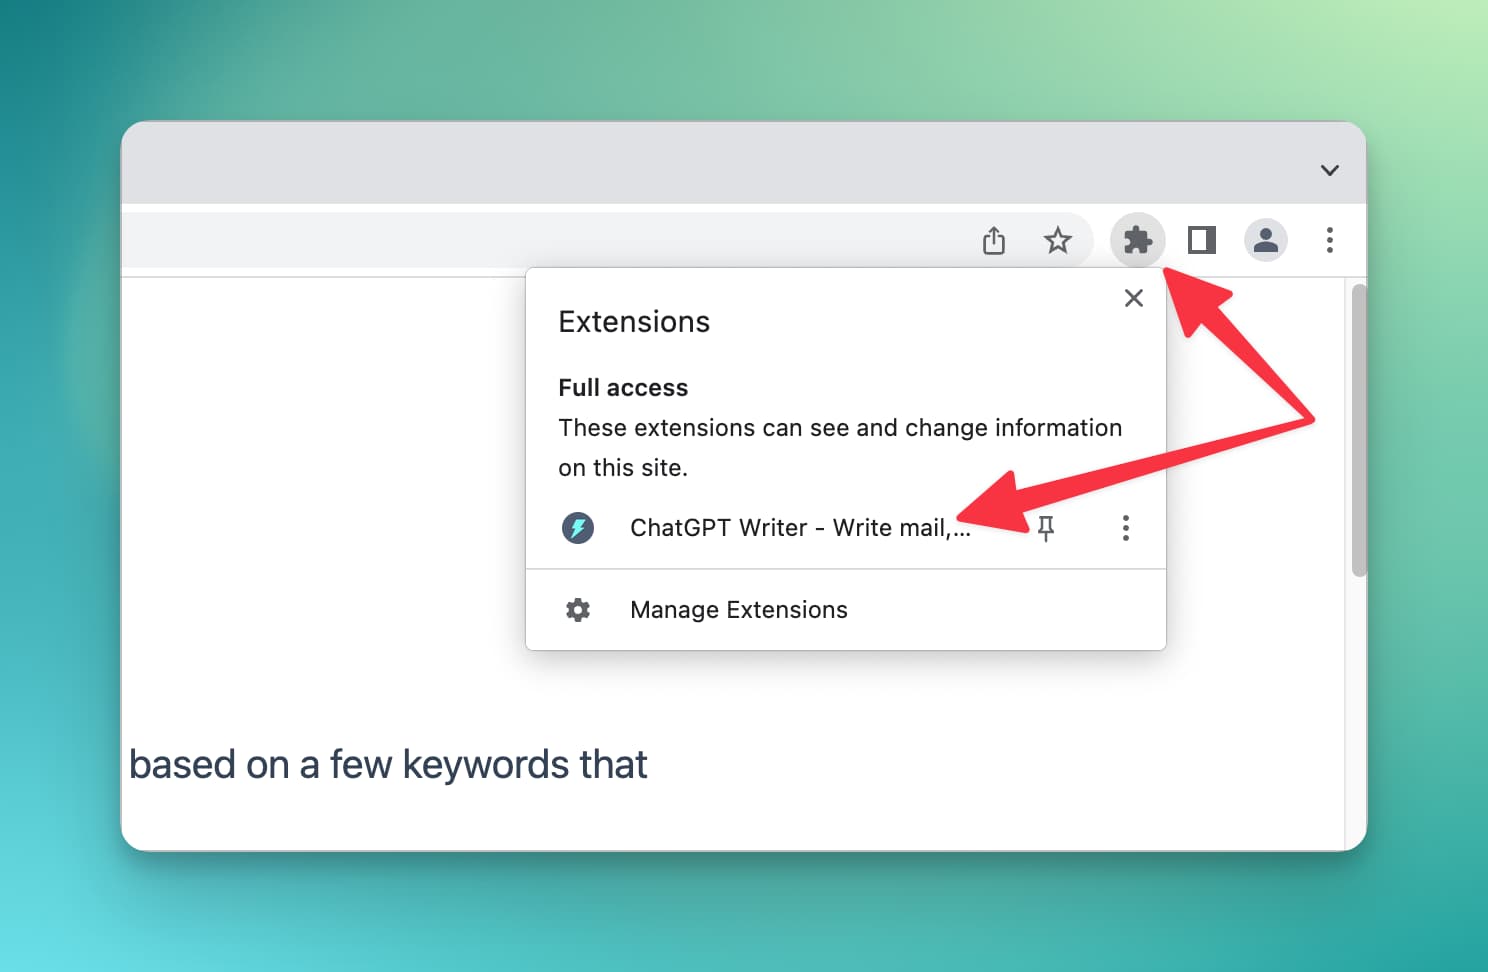 Extensions
Full access
These extensions can see and change information
on this site.
ChatGPT Writer - Write mail,...
Manage Extensions
based on a few keywords that